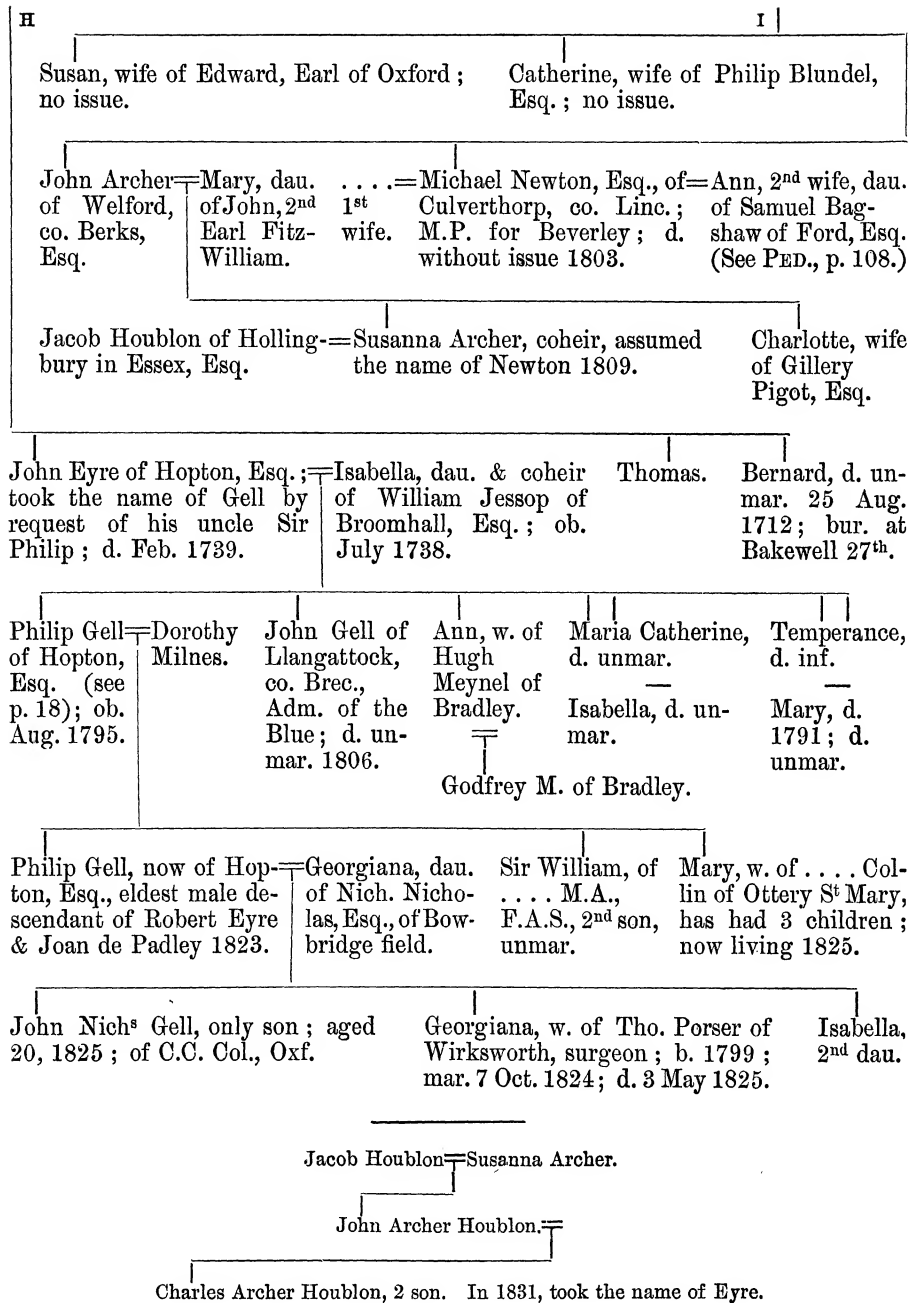 H I
Susan, wife of Edward, Earl of Oxford ;
no issue.
Catherine, wife of Philip Blundel,
Esq. ; no issue.
John Archer
of Welford,
co. Berks,
Esq.
=Mary, dau.
of John, 2nd
Earl Fitz-
William.
. . . .
1st
wife.
=Michael Newton, Esq., of
Culverthorp, co. Linc. ;
M.P. for Beverley ; d.
without issue 1803.
=Ann, 2nd wife, dau.
of Samuel Bag-
shaw of Ford, Esq.
(See PED., p. 108.)
Jacob Houblon of Holling-
bury in Essex, Esq.
=Susanna Archer, coheir, assumed
the name of Newton 1809.
Charlotte, wife
of Gillery
Pigot, Esq.
John Eyre of Hopton, Esq. ;
took the name of Gell by
request of his uncle Sir
Philip ; d. Feb. 1739.
=Isabella, dau. & coheir
of William Jessop of
Broomhall, Esq. ; ob.
July 1738.
Thomas.
Bernard, d. un-
mar. 25 Aug.
1712 ; bur. at
Bakewell 27th.
Philip Gell
of Hopton,
Esq. (see
p. 18) ; ob.
Aug. 1795.
=Dorothy
Milnes.
John Gell of
Llangattock,
co. Brec.,
Adm. of the
Blue ; d. un-
mar. 1806.
Ann, w. of
Hugh
Meynel of
Bradley.
=
Godfrey M. of Bradley.
Maria Catherine,
d. unmar.
—
Isabella, d. un-
mar.
Temperance,
d. inf.
—
Mary, d.
1791 ; d.
unmar.
Philip Gell, now of Hop-
ton, Esq., eldest male de-
scendant of Robert Eyre
& Joan de Padley 1823.
=Georgiana, dau.
of Nich. Nicho-
las, Esq., of Bow-
bridge field.
Sir William, of
. . . . M.A.,
F.A.S., 2nd son,
unmar.
Mary, w. of . . . . Col-
lin of Ottery St Mary,
has had 3 children ;
now living 1825.
John Nichs Gell, only son ; aged
20, 1825 ; of C.C. Col., Oxf.
Georgiana, w. of Tho. Porser of
Wirksworth, surgeon ; b. 1799 ;
mar. 7 Oct. 1824 ; d. 3 May 1825.
Isabella,
2nd dau.
Jacob Houblon=Susanna Archer.
John Archer Houblon.=
Charles Archer Houblon, 2 son. In 1831, took the name of Eyre.